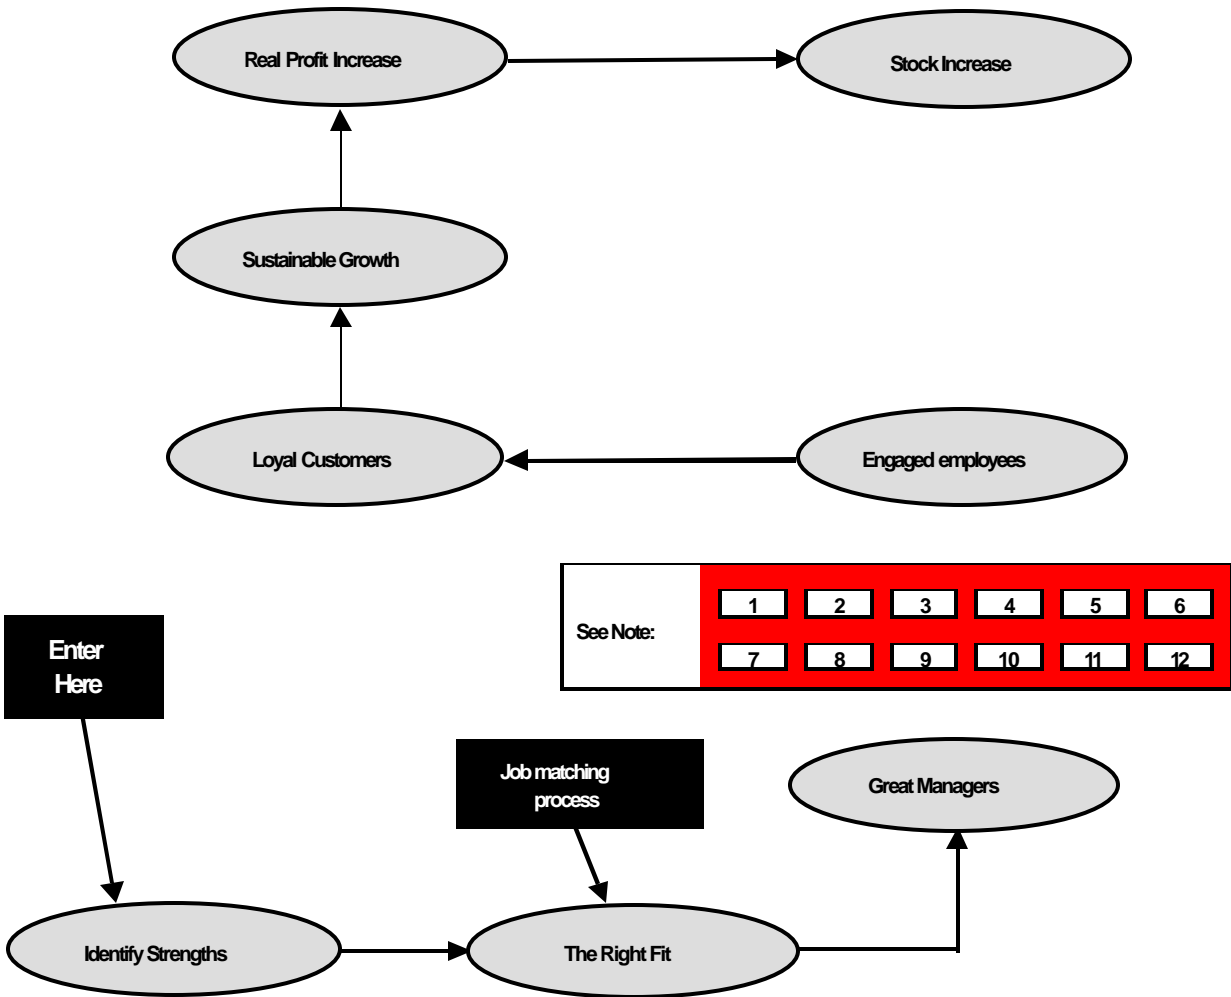 Real Profit Increase
Stock Increase
Sustainable Growth
Loyal Customers
Engaged employees
See Note:
1 2 3 4 5 6
7 8 9 10 11 12
Enter
Here
Job matching
process
Great Managers
Identify Strengths
The Right Fit